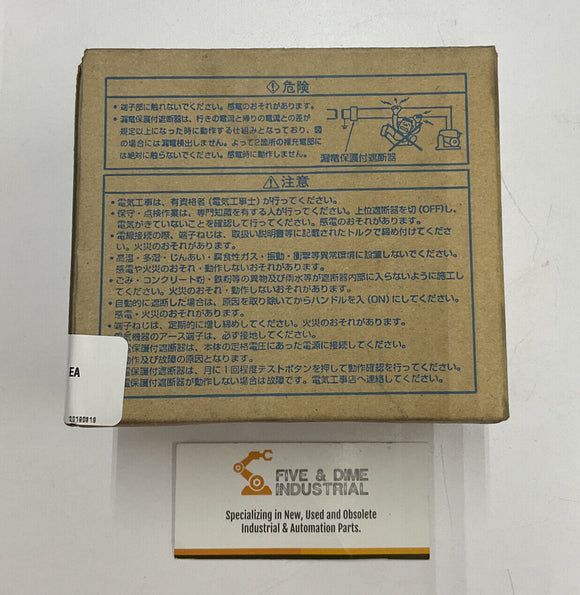 危険
・端子部に触れないでください。感電のおそれがあります。
・漏電保護付遮断器は、行きの電流と帰りの電流との差が
規定以上になった時に動作する仕組みとなっており、図
の場合には漏電検出しません。よって2箇所の裸充電部に
は絶対に触らないでください。感電時に動作しません。
漏電保護付遮断器
注意
・電気工事は、有資格者(電気工事士)が行ってください。
・保守・点検作業は、専門知識を有する人が行ってください。上位遮断器を切(OFF)し、
電気がきていないことを確認して行ってください。感電のおそれがあります。
・電線接続の際、端子ねじは、取扱い説明書等に記載されたトルクで締め付けてくださ
い。火災のおそれがあります。
・高温・多湿・じんあい・腐食性ガス・振動・衝撃等異常環境に設置しないでください。
感電や火災のおそれ・動作しないおそれがあります。
・ごみ・コンクリート粉・鉄粉等の異物及び雨水等が遮断器内部に入らないように施工し
てください。火災のおそれ・動作しないおそれがあります。
・自動的に遮断した場合は、原因を取り除いてからハンドルを入(ON)にしてください。
感電・火災のおそれがあります。
・端子ねじは、定期的に増し締めしてください。火災のおそれがあります。
気機器のアース端子は、必ず接地してください。
電保護付遮断器は、本体の定格電圧にあった電源に接続してください。
動作及び故障の原因となります。
電保護付遮断器は、月に1回程度テストボタンを押して動作確認を行ってください。
電保護付遮断器が動作しない場合は故障です。電気工事店へ連絡してください。
EA
FIVE & DIME
INDUSTRIAL
Specializing in New, Used and Obsolete
Industrial & Automation Parts.